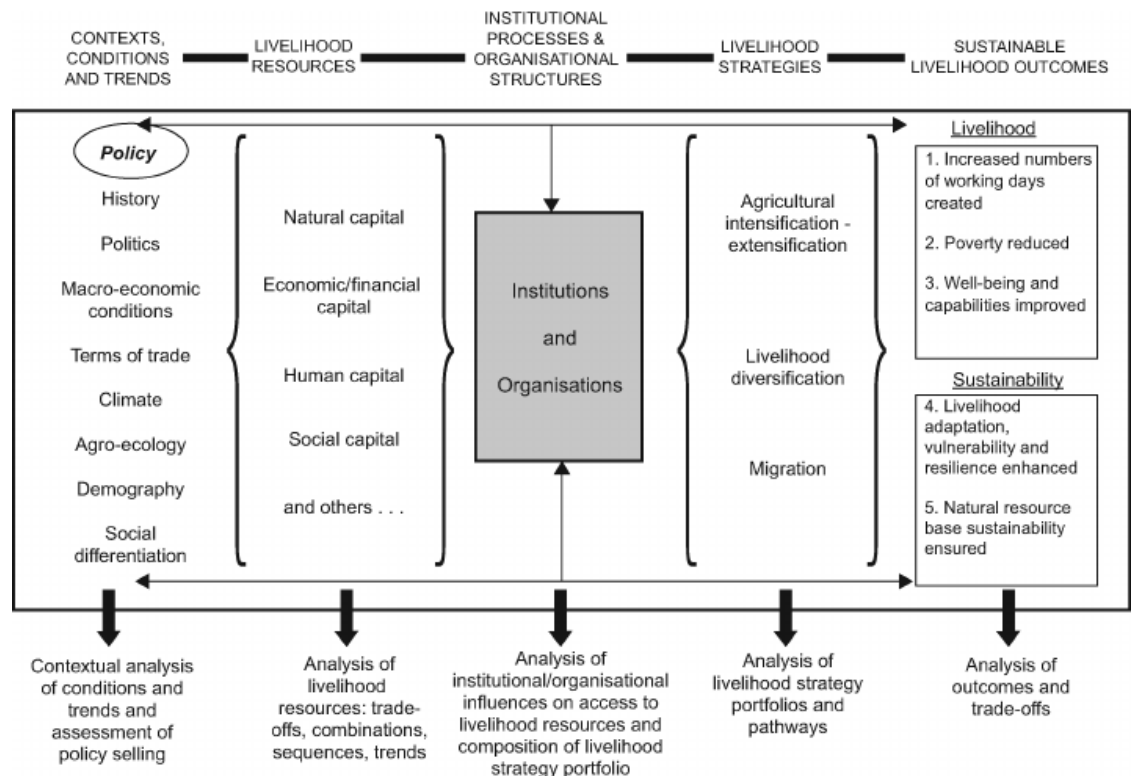 CONTEXTS,
CONDITIONS
AND TRENDS
LIVELIHOOD
RESOURCES
INSTITUTIONAL
PROCESSES &
ORGANISATIONAL
STRUCTURES
LIVELIHOOD
STRATEGIES
SUSTAINABLE
LIVELIHOOD OUTCOMES
Policy
History
Politics
Macro-economic
conditions
Terms of trade
Climate
Agro-ecology
Demography
Social
differentiation
Natural capital
Economic/financial
capital
Human capital
Social capital
and others . . .
Institutions
and
Organisations
Agricultural
intensification -
extensification
Livelihood
diversification
Migration
Livelihood
1. Increased numbers
of working days
created
2. Poverty reduced
3. Well-being and
capabilities improved
Sustainability
4. Livelihood
adaptation,
vulnerability and
resilience enhanced
5. Natural resource
base sustainability
ensured
Contextual analysis
of conditions and
trends and
assessment of
policy selling
Analysis of
livelihood
resources: trade-
offs, combinations,
sequences, trends
Analysis of
institutional/organisational
influences on access to
livelihood resources and
composition of livelihood
strategy portfolio
Analysis of
livelihood strategy
portfolios and
pathways
Analysis of
outcomes and
trade-offs